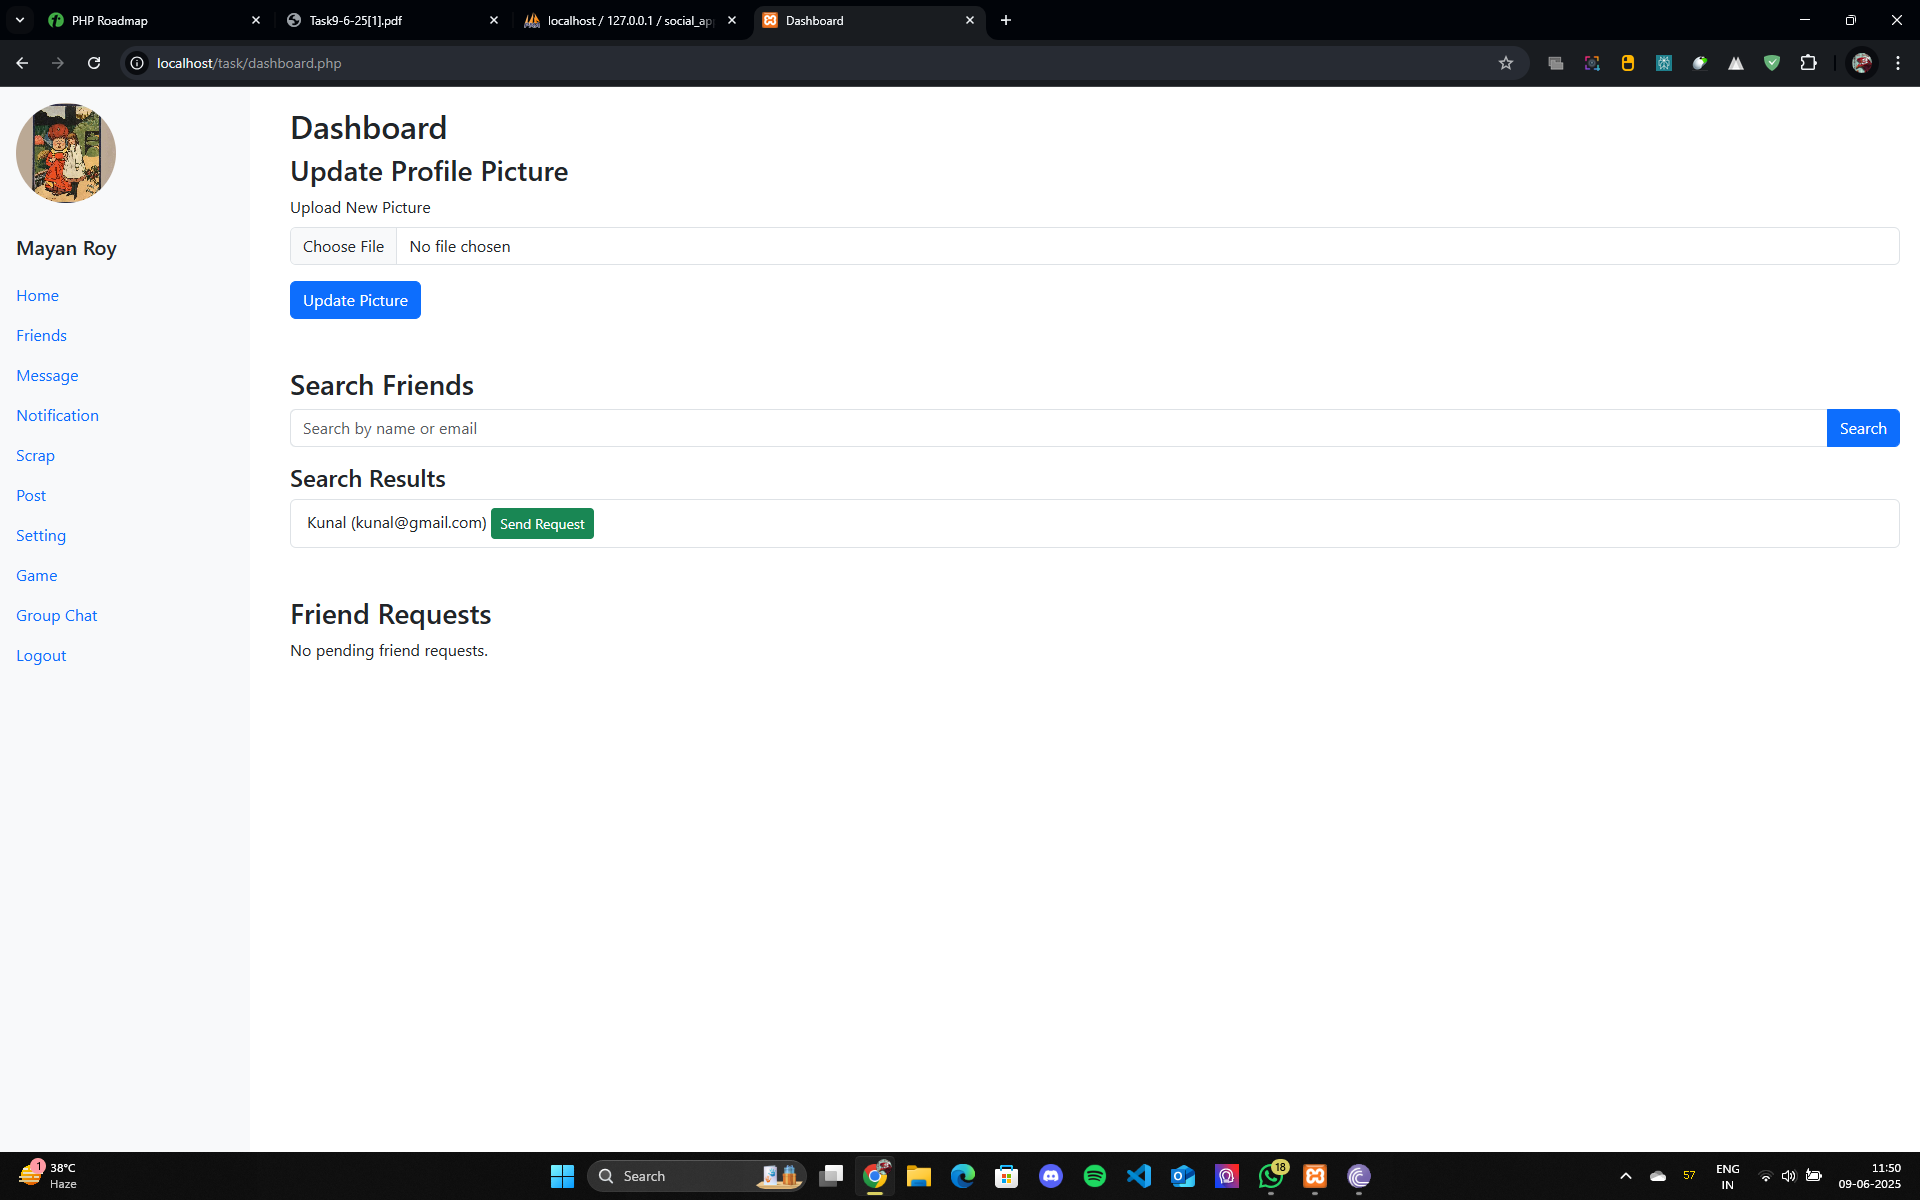 PHP Roadmap
Task9-6-25[1].pdf
localhost / 127.0.0.1 / social_ap
Dashboard
localhost/task/dashboard.php
Mayan Roy
Home
Friends
Message
Notification
Scrap
Post
Setting
Game
Group Chat
Logout
Dashboard
Update Profile Picture
Upload New Picture
Choose File No file chosen
Update Picture
Search Friends
Search by name or email Search
Search Results
Kunal (kunal@gmail.com) Send Request
Friend Requests
No pending friend requests.
1
38°C
Haze
Search
18
57
ENG
IN
11:50
09-06-2025